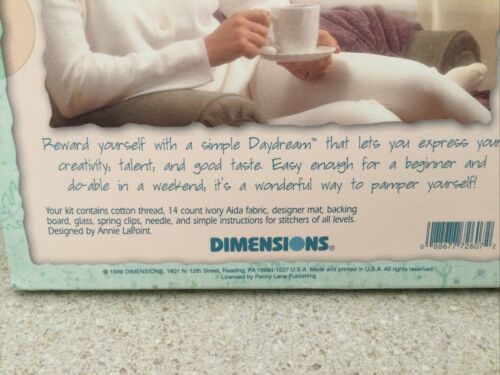 Reward yourself with a simple Daydream™ that lets you express your
creativity, talent, and good taste. Easy enough for a beginner and
do-able in a weekend, it's a wonderful way to pamper yourself!
Your kit contains cotton thread, 14 count ivory Aida fabric, designer mat, backing
board, glass, spring clips, needle, and simple instructions for stitchers of all levels.
Designed by Annie LaPoint.
DIMENSIONS®
0 88677 72607 2
© 1999 DIMENSIONS, 1801 N. 12th Street, Reading, PA 19604-1527 U.S.A. Made and printed in U.S.A. All rights reserved.
Licensed by Penny Lane Publishing